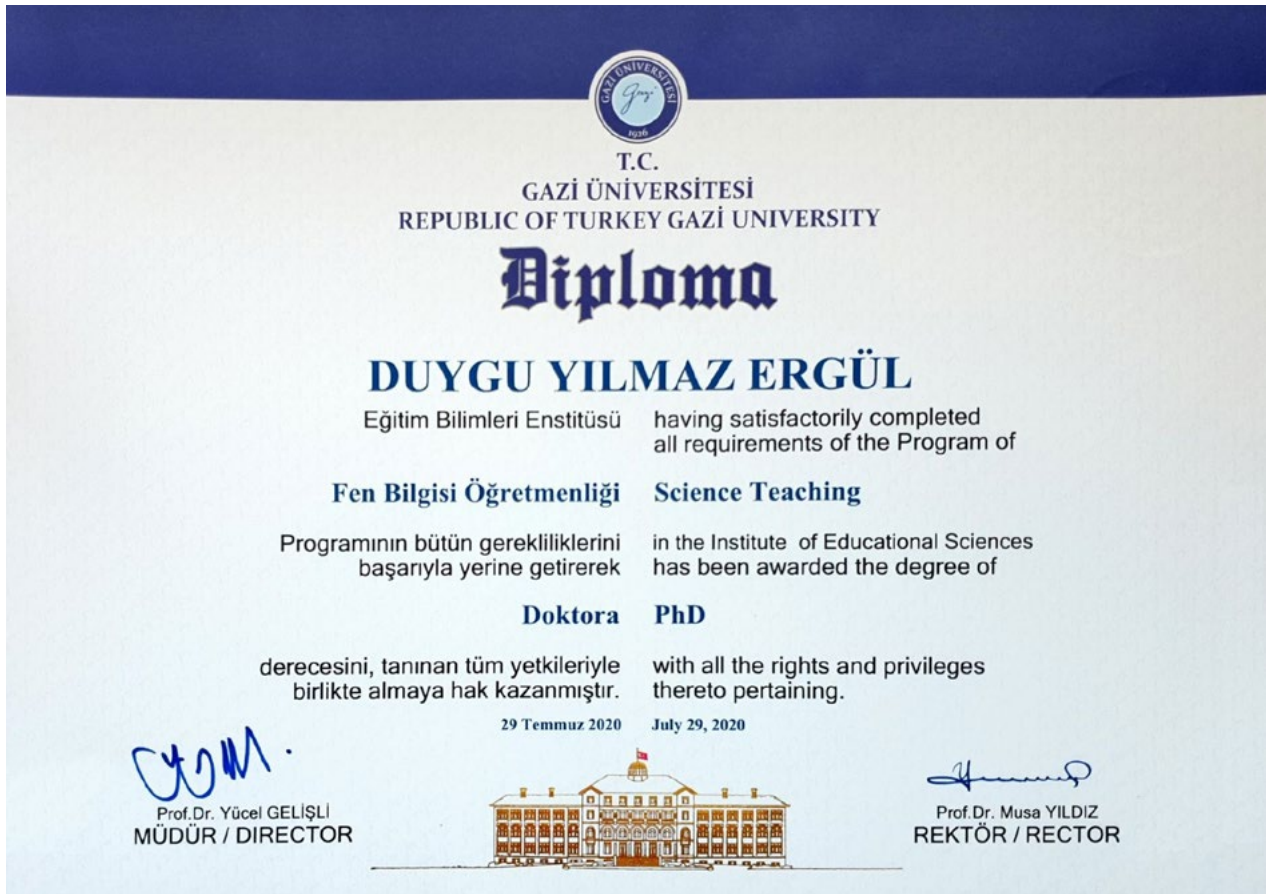 GAZİ ÜNİVERSİTESİ
Gazi
1926
T.C.
GAZİ ÜNİVERSİTESİ
REPUBLIC OF TURKEY GAZİ UNIVERSITY
Diploma
DUYGU YILMAZ ERGÜL
Eğitim Bilimleri Enstitüsü
having satisfactorily completed
all requirements of the Program of
Fen Bilgisi Öğretmenliği
Science Teaching
Programının bütün gerekliliklerini
başarıyla yerine getirerek
in the Institute of Educational Sciences
has been awarded the degree of
Doktora
PhD
derecesini, tanınan tüm yetkileriyle
birlikte almaya hak kazanmıştır.
with all the rights and privileges
thereto pertaining.
29 Temmuz 2020
July 29, 2020
Prof.Dr. Yücel GELİŞLİ
MÜDÜR / DIRECTOR
Prof.Dr. Musa YILDIZ
REKTÖR / RECTOR